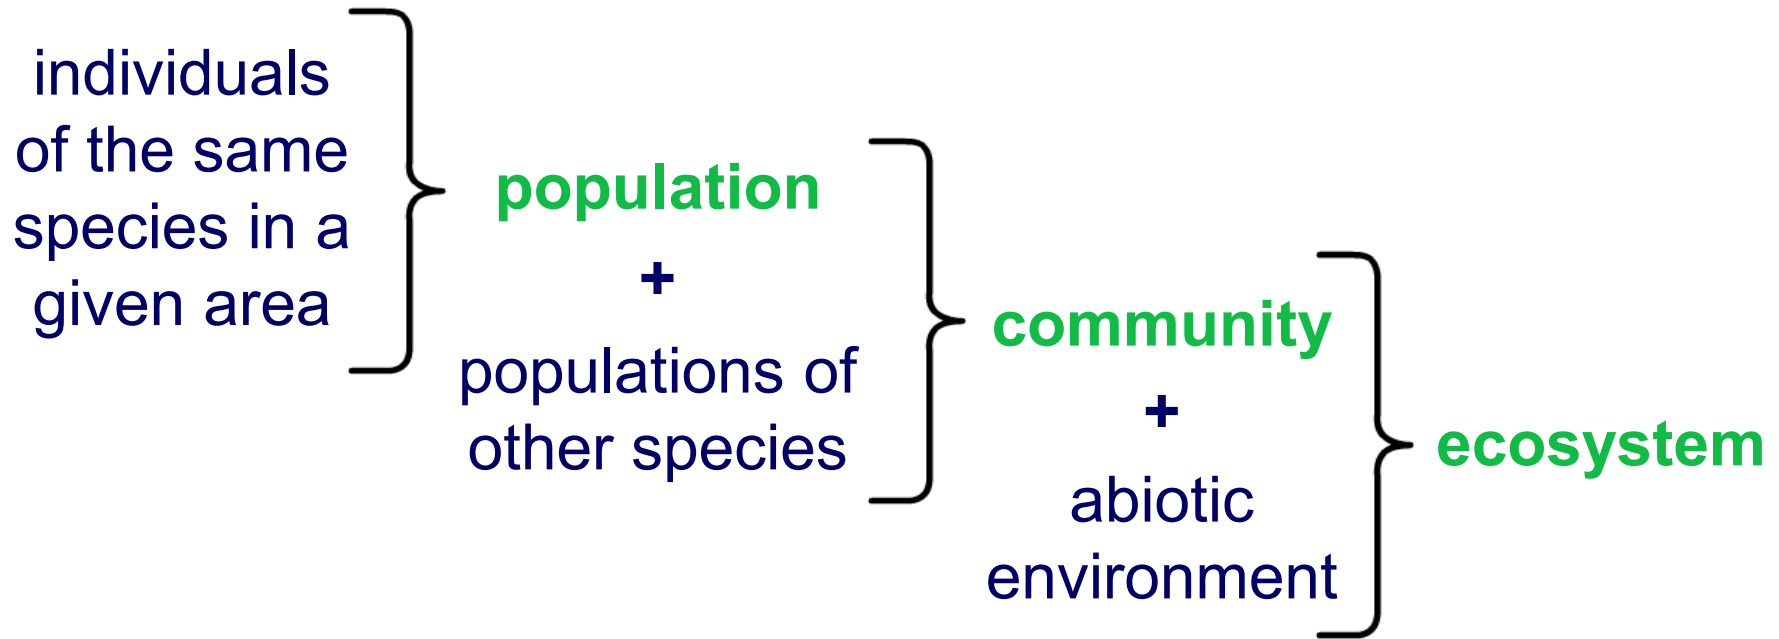 individuals
of the same
species in a
given area
population
+
populations of
other species
community
+
abiotic
environment
ecosystem